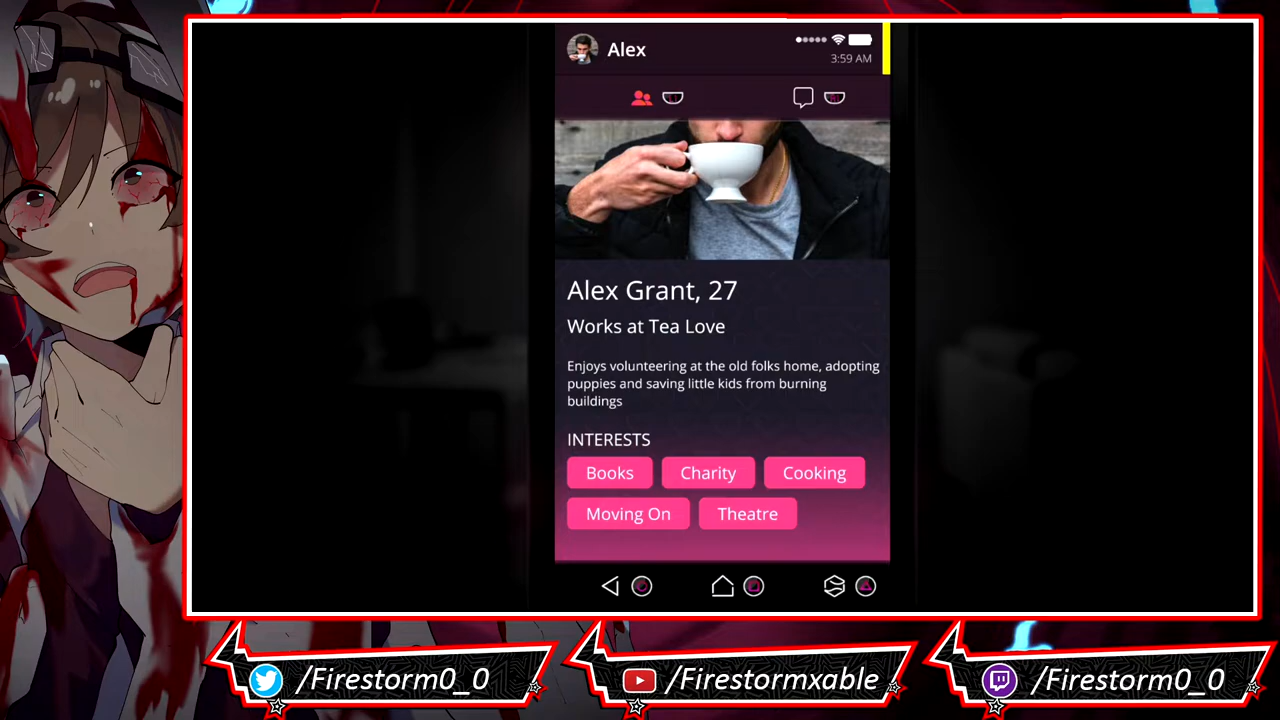 Alex
3:59 AM
Alex Grant, 27
Works at Tea Love
Enjoys volunteering at the old folks home, adopting
puppies and saving little kids from burning
buildings
INTERESTS
Books Charity Cooking
Moving On Theatre
/Firestorm0_0 /Firestormxable /Firestorm0_0